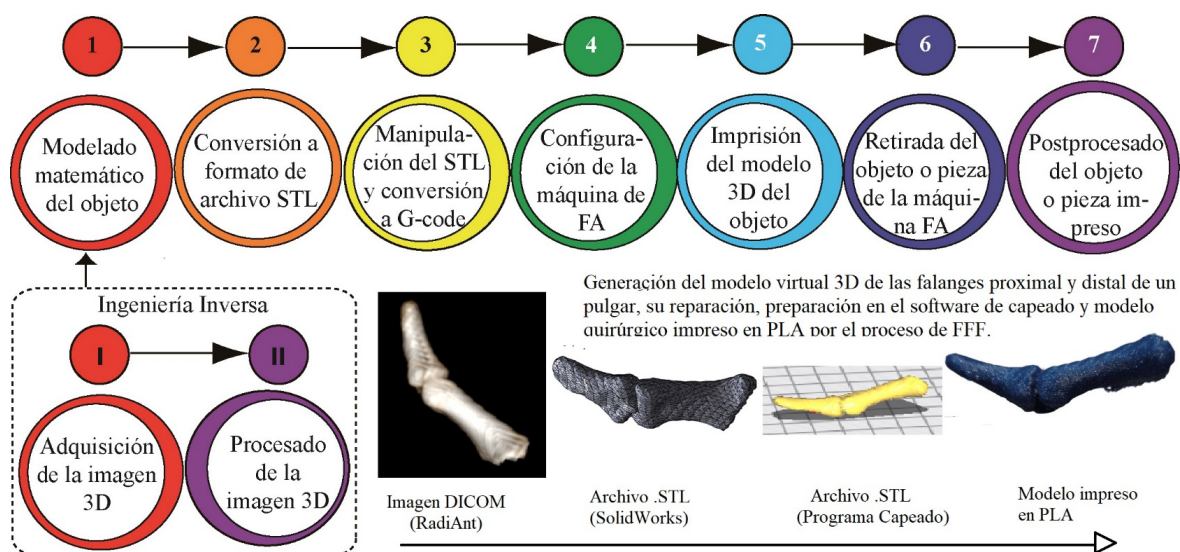 1
2
3
4
5
6
7
Modelado
matemático
del objeto
Conversión a
formato de
archivo STL
Manipula-
ción del STL
y conversión
a G-code
Configura-
ción de la
máquina de
FA
Imprisión
del modelo
3D del
objeto
Retirada del
objeto o pieza
de la máqui-
na FA
Postprocesado
del objeto
o pieza im-
preso
Ingeniería Inversa
I
II
Adquisición
de la imagen
3D
Procesado
de la
imagen 3D
Generación del modelo virtual 3D de las falanges proximal y distal de un
pulgar, su reparación, preparación en el software de capeado y modelo
quirúrgico impreso en PLA por el proceso de FFF.
Imagen DICOM
(RadiAnt)
Archivo .STL
(SolidWorks)
Archivo .STL
(Programa Capeado)
Modelo impreso
en PLA